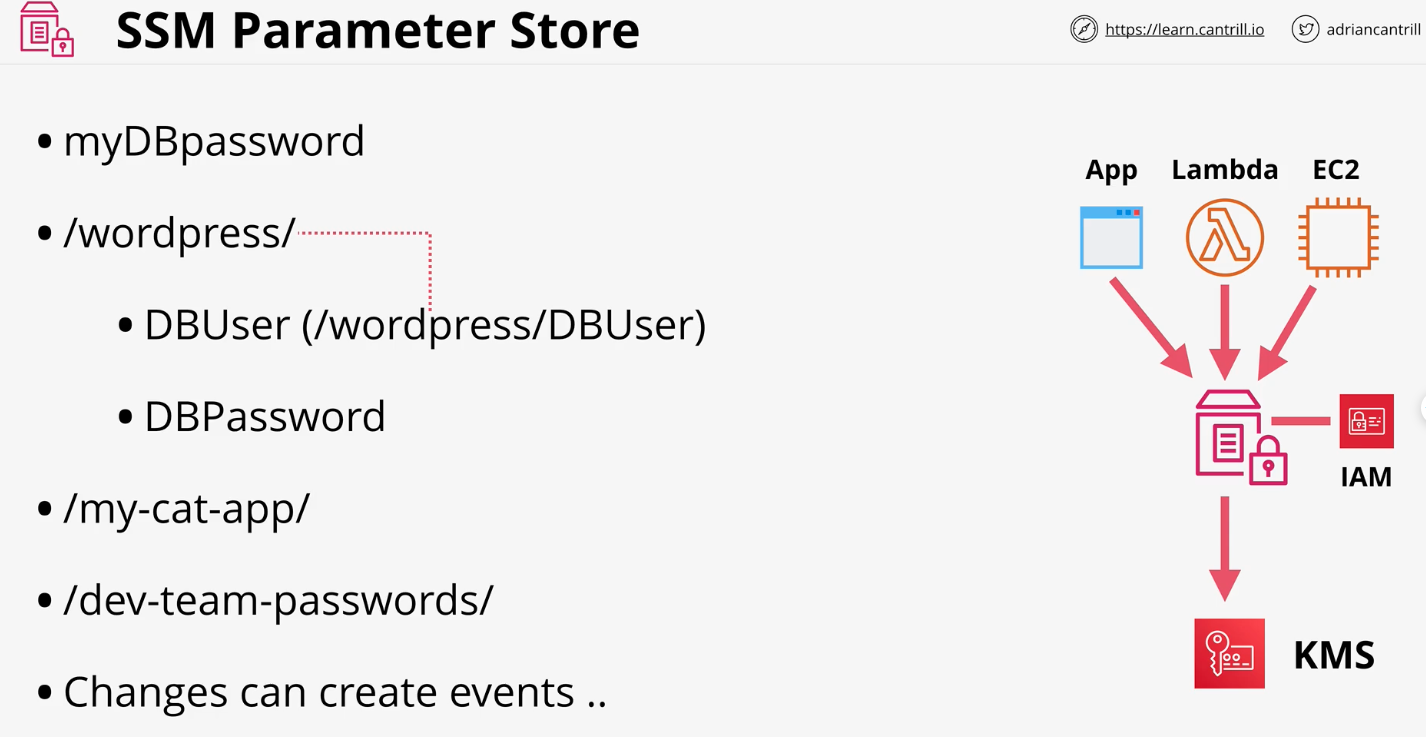 SSM Parameter Store
https://learn.cantrill.io
adriancantrill
• myDBpassword
• /wordpress/
• DBUser (/wordpress/DBUser)
• DBPassword
• /my-cat-app/
• /dev-team-passwords/
• Changes can create events ..
App Lambda EC2
IAM
KMS